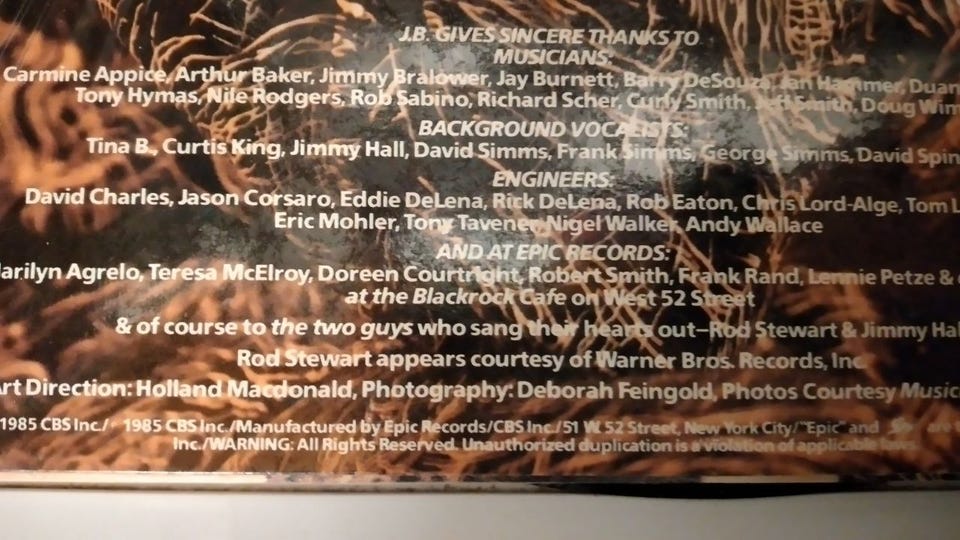 J.B. GIVES SINCERE THANKS TO
MUSICIANS:
Carmine Appice, Arthur Baker, Jimmy Bralower, Jay Burnett, Barry DeSouza, Jan Hammer, Duan
Tony Hymas, Nile Rodgers, Rob Sabino, Richard Scher, Curly Smith, Jeff Smith, Doug Wim
BACKGROUND VOCALISTS:
Tina B., Curtis King, Jimmy Hall, David Simms, Frank Simms, George Simms, David Spin
ENGINEERS:
David Charles, Jason Corsaro, Eddie DeLena, Rick DeLena, Rob Eaton, Chris Lord-Alge, Tom L
Eric Mohler, Tony Tavener, Nigel Walker, Andy Wallace
AND AT EPIC RECORDS:
arilyn Agrelo, Teresa McElroy, Doreen Courtright, Robert Smith, Frank Rand, Lennie Petze &
at the Blackrock Cafe on West 52 Street
& of course to the two guys who sang their hearts out—Rod Stewart & Jimmy Hal
Rod Stewart appears courtesy of Warner Bros. Records, Inc.
Art Direction: Holland Macdonald, Photography: Deborah Feingold, Photos Courtesy Music
1985 CBS Inc./ 1985 CBS Inc./Manufactured by Epic Records/CBS Inc./51 W. 52 Street, New York City/"Epic" and are
Inc./WARNING: All Rights Reserved. Unauthorized duplication is a violation of applicable laws.